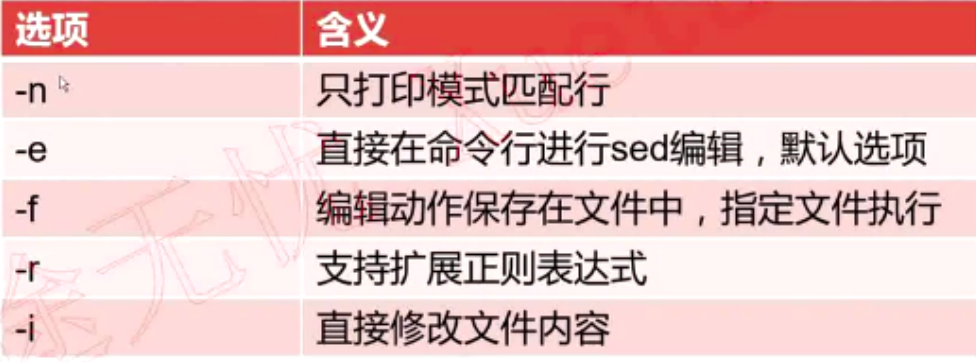 选项 含义
-n 只打印模式匹配行
-e 直接在命令行进行sed编辑，默认选项
-f 编辑动作保存在文件中，指定文件执行
-r 支持扩展正则表达式
-i 直接修改文件内容